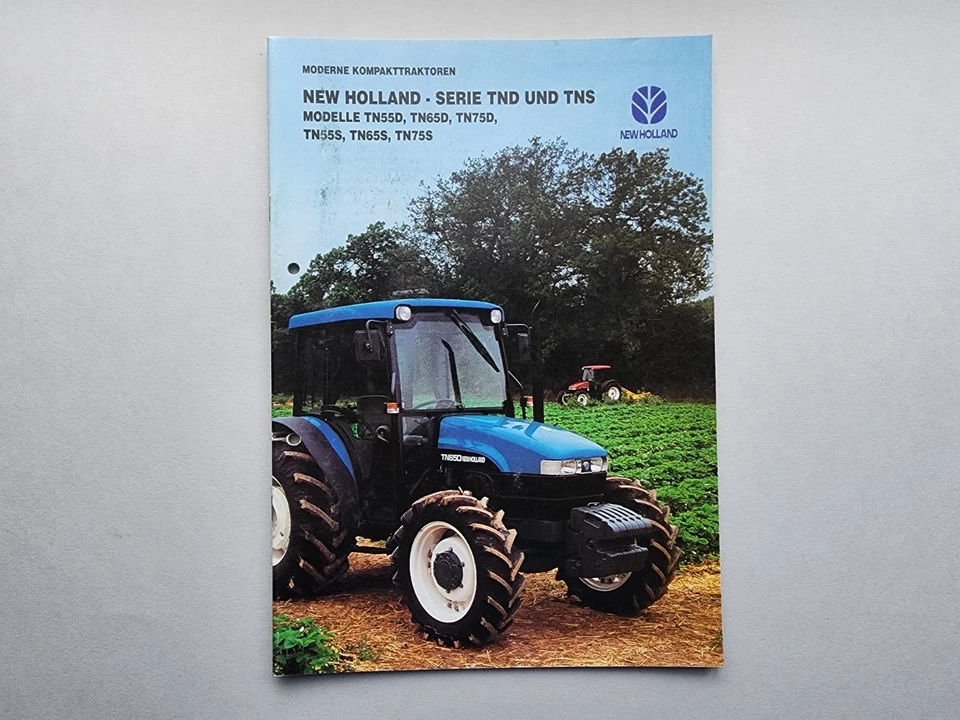 MODERNE KOMPAKTTRAKTOREN
NEW HOLLAND - SERIE TND UND TNS
MODELLE TN55D, TN65D, TN75D,
TN55S, TN65S, TN75S
NEW HOLLAND
TN65D NEW HOLLAND